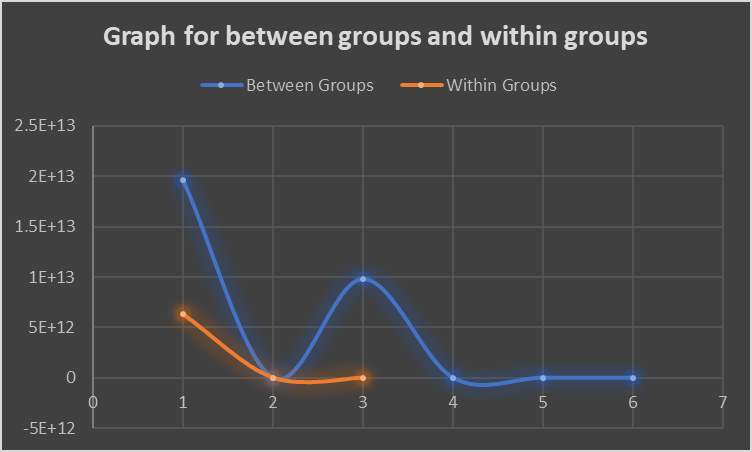 Graph for between groups and within groups
Between Groups Within Groups
2.5E+13
2E+13
1.5E+13
1E+13
5E+12
0
0 1 2 3 4 5 6 7
-5E+12